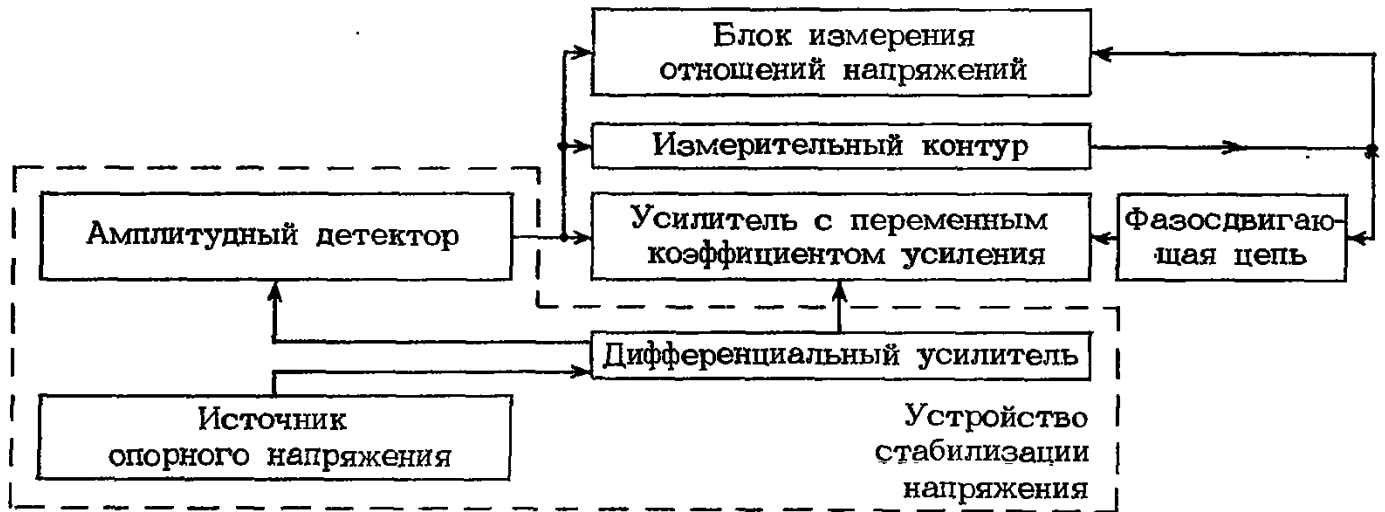 Блок измерения
отношений напряжений
Измерительный контур
Амплитудный детектор
Усилитель с переменным
коэффициентом усиления
Фазосдвигаю-
щая цепь
Дифференциальный усилитель
Источник
опорного напряжения
Устройство
стабилизации
напряжения